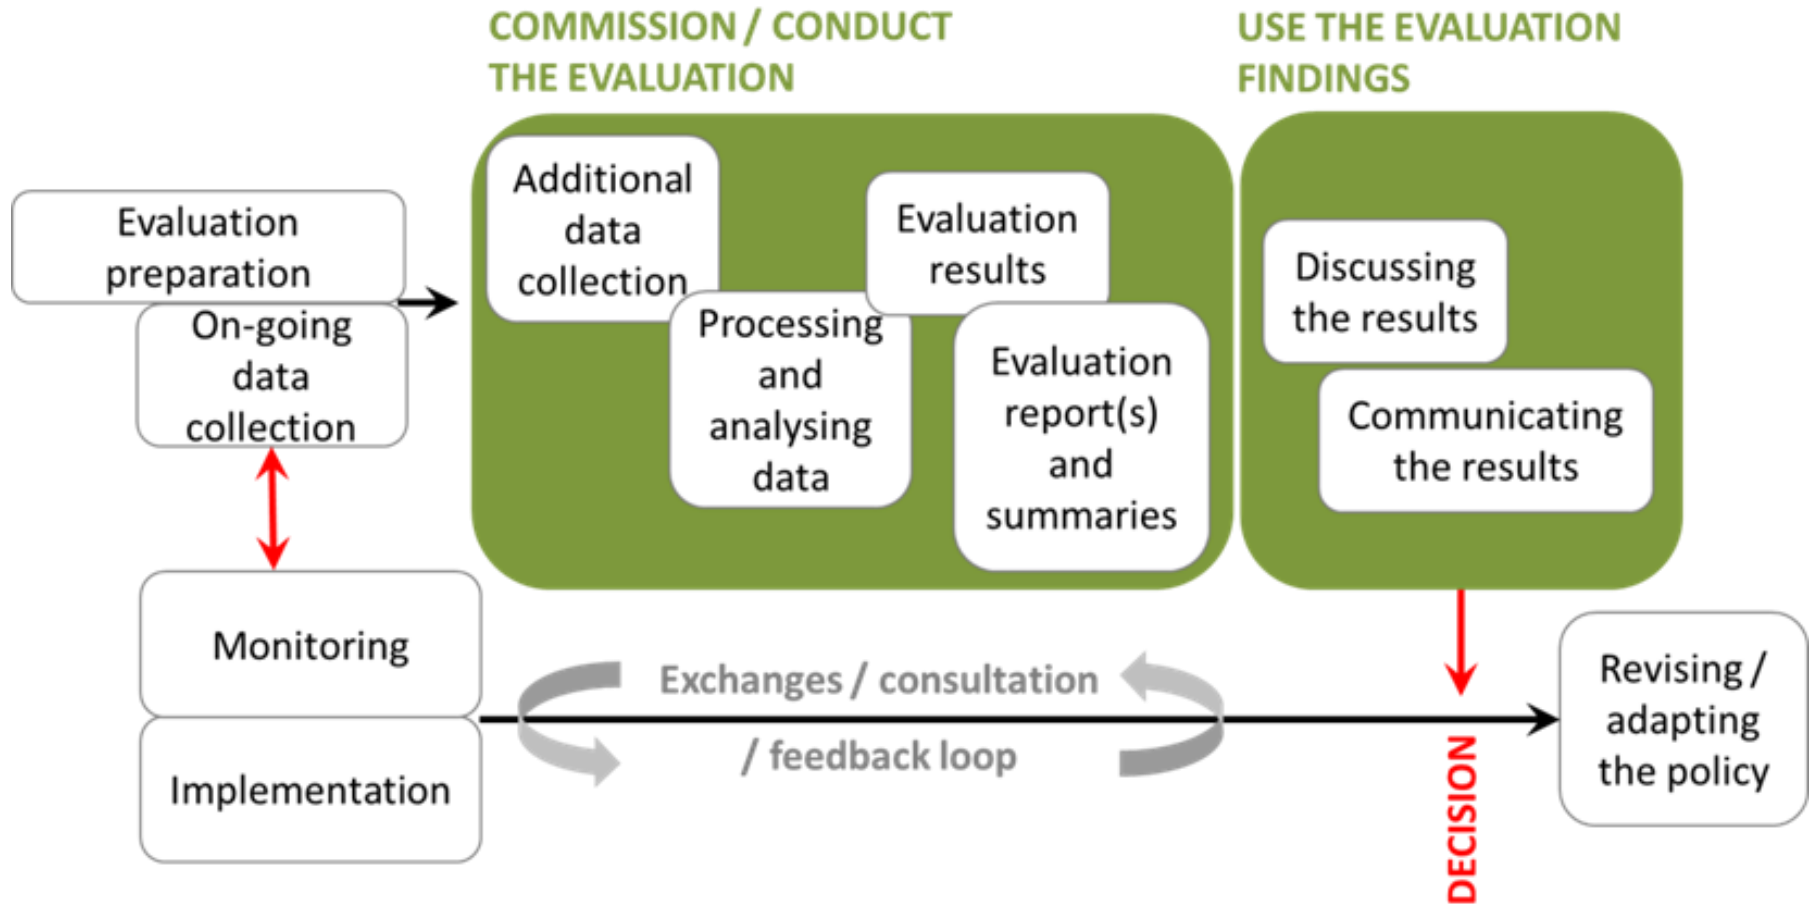 COMMISSION / CONDUCT
THE EVALUATION
USE THE EVALUATION
FINDINGS
Evaluation
preparation
On-going
data
collection
Additional
data
collection
Processing
and
analysing
data
Evaluation
results
Evaluation
report(s)
and
summaries
Discussing
the results
Communicating
the results
Monitoring
Implementation
Exchanges / consultation
/ feedback loop
DECISION
Revising /
adapting
the policy